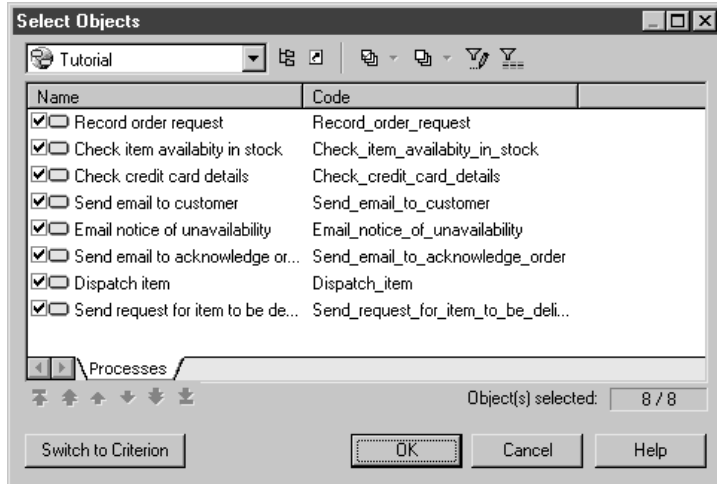 Select Objects
Tutorial
Name Code
Record order request Record_order_request
Check item availabity in stock Check_item_availabity_in_stock
Check credit card details Check_credit_card_details
Send email to customer Send_email_to_customer
Email notice of unavailability Email_notice_of_unavailability
Send email to acknowledge or... Send_email_to_acknowledge_order
Dispatch item Dispatch_item
Send request for item to be de... Send_request_for_item_to_be_deli...
Processes
Object(s) selected: 8 / 8
Switch to Criterion OK Cancel Help